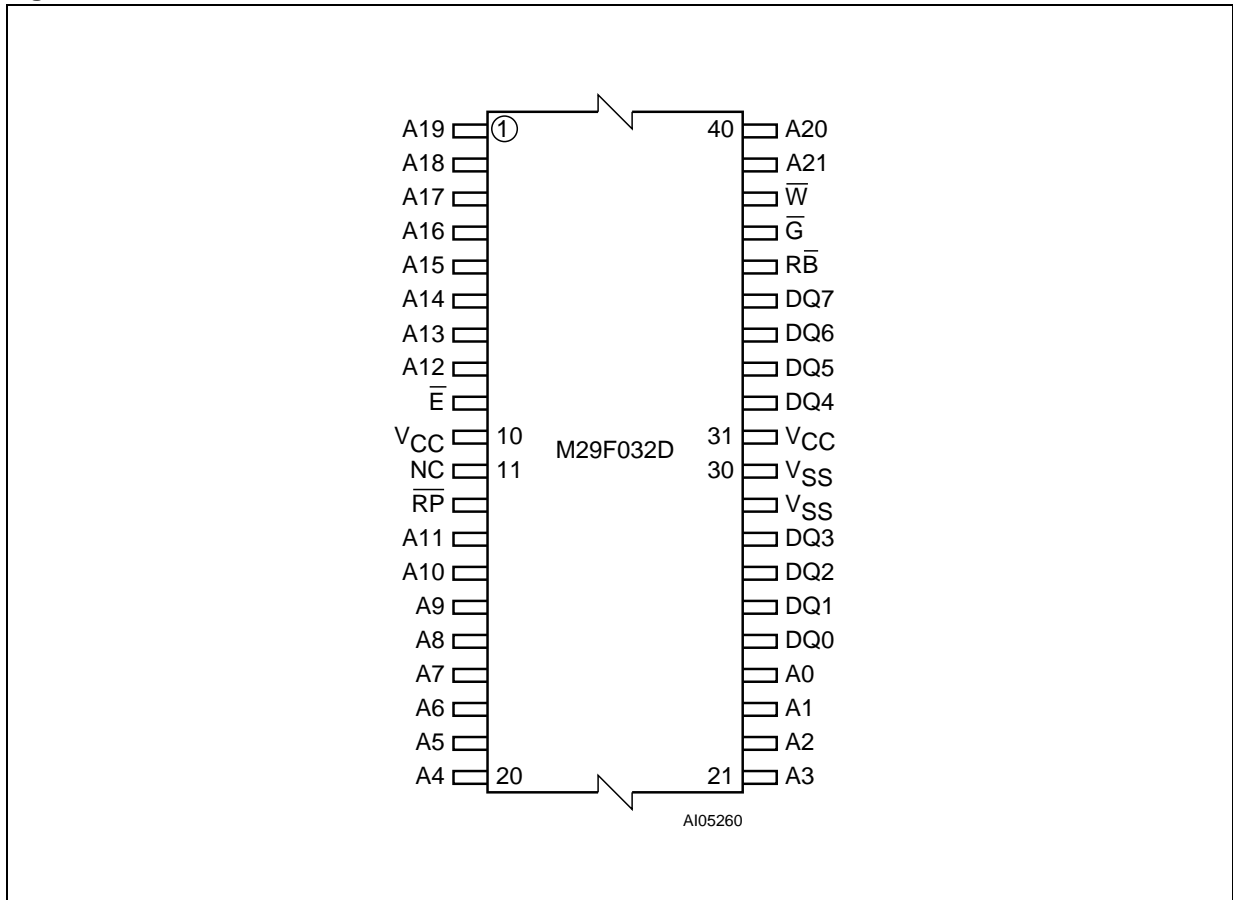 A19 1 40 A20
A18 A21
A17 W̅
A16 G̅
A15 RB̅
A14 DQ7
A13 DQ6
A12 DQ5
E̅ DQ4
VCC 10 M29F032D 31 VCC
NC 11 30 VSS
R̅P̅ VSS
A11 DQ3
A10 DQ2
A9 DQ1
A8 DQ0
A7 A0
A6 A1
A5 A2
A4 20 21 A3
AI05260